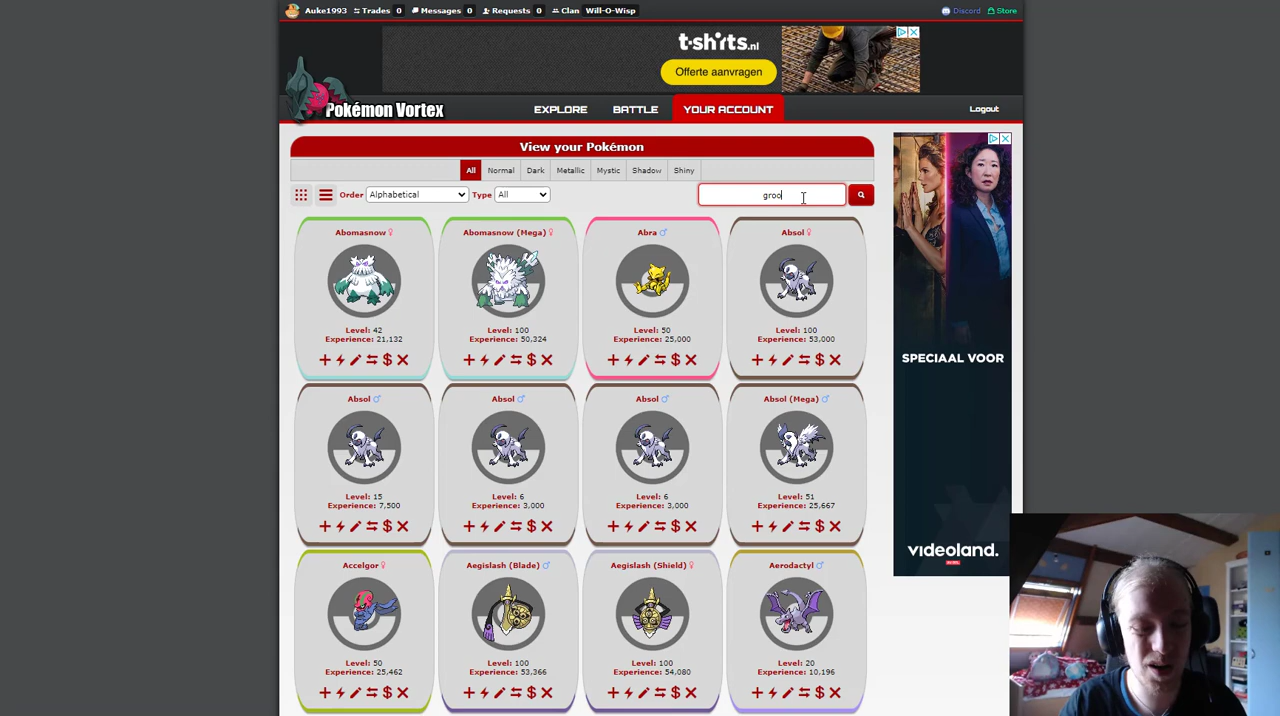 Auke1993 Trades 0 Messages 0 Requests 0 Clan Will-O-Wisp Discord Store
t-shirts.nl
Offerte aanvragen
Pokémon Vortex EXPLORE BATTLE YOUR ACCOUNT Logout
View your Pokémon
All Normal Dark Metallic Mystic Shadow Shiny
Order Alphabetical Type All groo
Abomasnow ♀ Abomasnow (Mega) ♀ Abra ♂ Absol ♀
Level: 42 Level: 100 Level: 50 Level: 100
Experience: 21,132 Experience: 50,324 Experience: 25,000 Experience: 53,000
Absol ♂ Absol ♂ Absol ♂ Absol (Mega) ♂
Level: 15 Level: 6 Level: 6 Level: 51
Experience: 7,500 Experience: 3,000 Experience: 3,000 Experience: 25,667
Accelgor ♀ Aegislash (Blade) ♂ Aegislash (Shield) ♀ Aerodactyl ♂
Level: 50 Level: 100 Level: 100 Level: 20
Experience: 25,462 Experience: 53,366 Experience: 54,080 Experience: 10,196
SPECIAAL VOOR
videoland.